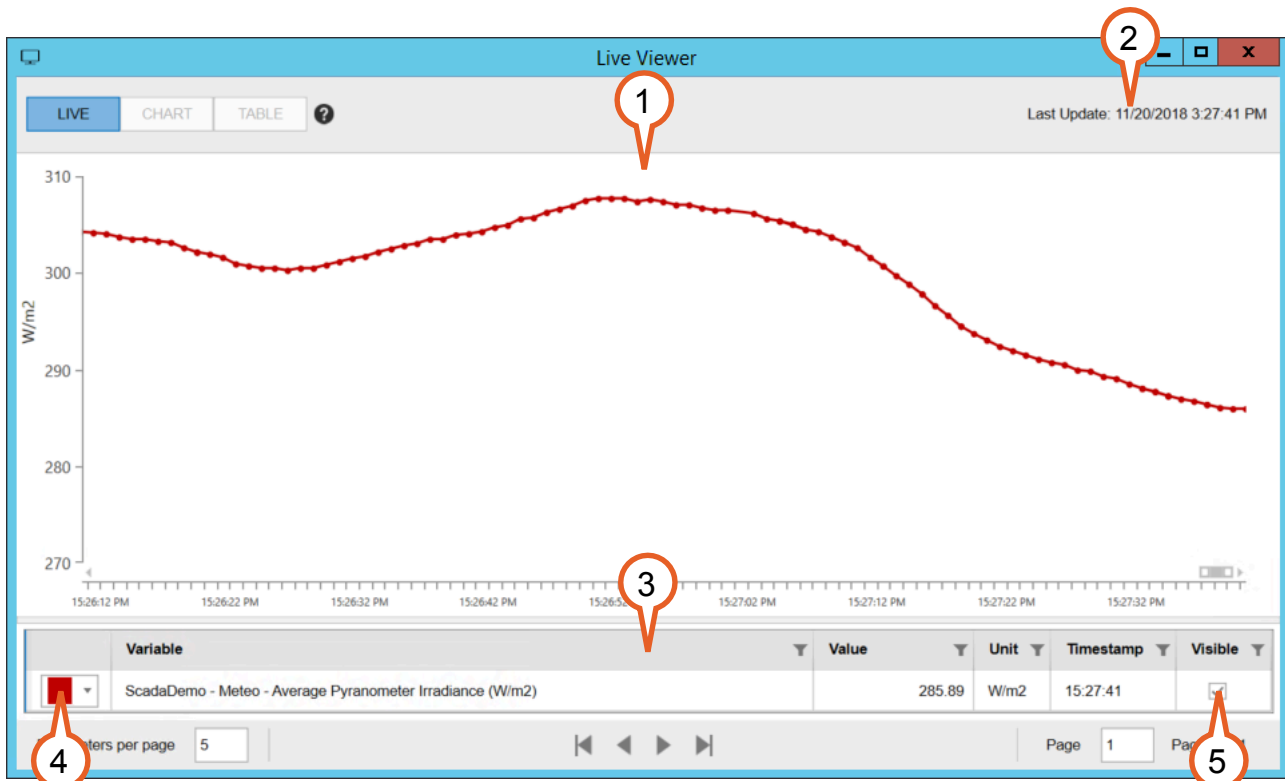 2
Live Viewer
X
1
LIVE CHART TABLE ?
Last Update: 11/20/2018 3:27:41 PM
310
300
W/m2
290
280
270
3
15:26:12 PM 15:26:22 PM 15:26:32 PM 15:26:42 PM 15:27:02 PM 15:27:12 PM 15:27:22 PM 15:27:32 PM
Variable Value Unit Timestamp Visible
ScadaDemo - Meteo - Average Pyranometer Irradiance (W/m2) 285.89 W/m2 15:27:41
per page 5 Page 1
4 5